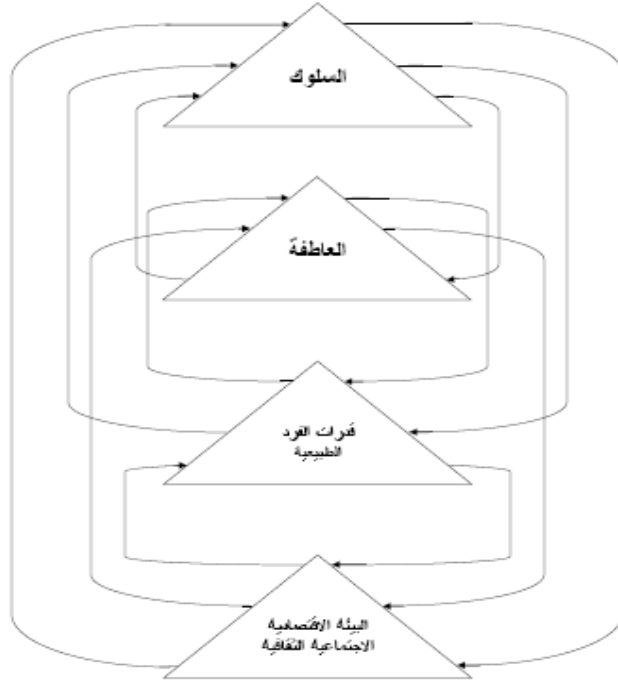 السلوك
العاطفة
قدرات الفرد
الطبيعية
البيئة الاقتصادية
الاجتماعية الثقافية